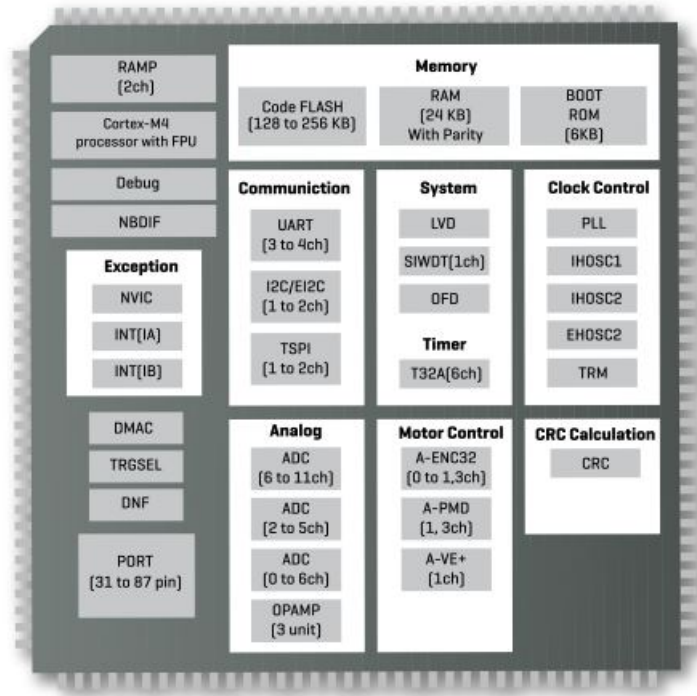 RAMP
(2ch)
Cortex-M4
processor with FPU
Debug
NBDIF
Exception
NVIC
INT(IA)
INT(IB)
DMAC
TRGSEL
DNF
PORT
(31 to 87 pin)
Memory
Code FLASH
(128 to 256 KB)
RAM
(24 KB)
With Parity
BOOT
ROM
(6KB)
Communiction
UART
(3 to 4ch)
I2C/EI2C
(1 to 2ch)
TSPI
(1 to 2ch)
System
LVD
SIWDT(1ch)
OFD
Timer
T32A(6ch)
Clock Control
PLL
IHOSC1
IHOSC2
EHOSC2
TRM
Analog
ADC
(6 to 11ch)
ADC
(2 to 5ch)
ADC
(0 to 6ch)
OPAMP
(3 unit)
Motor Control
A-ENC32
(0 to 1,3ch)
A-PMD
(1, 3ch)
A-VE+
(1ch)
CRC Calculation
CRC